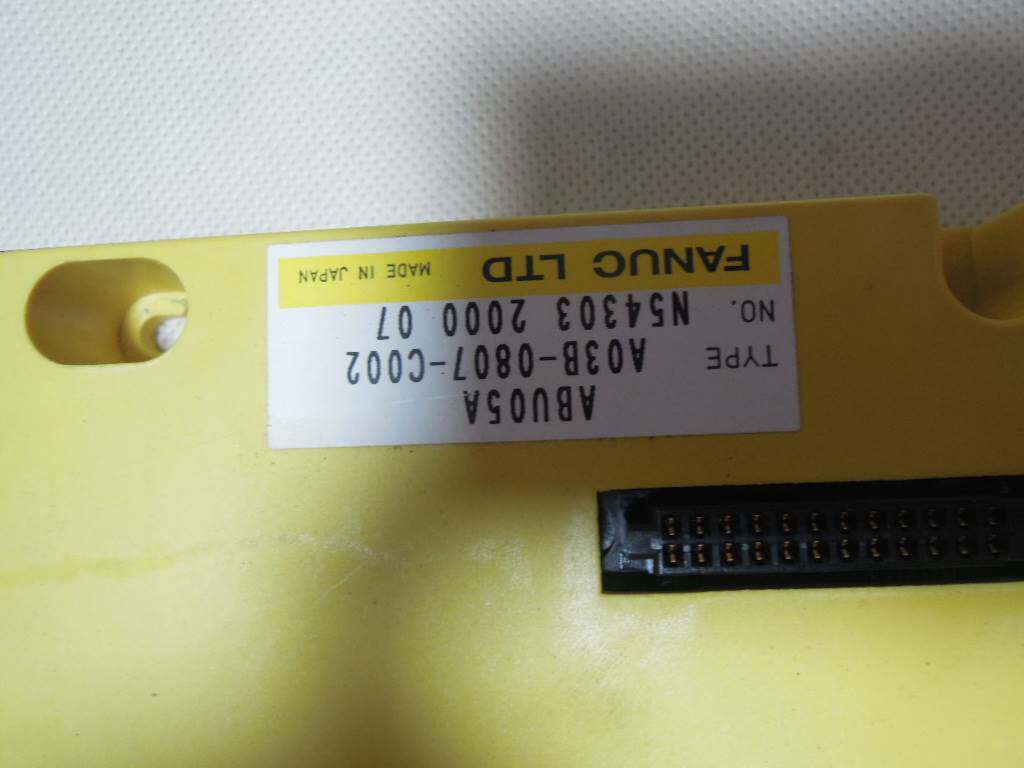 FANUC LTD MADE IN JAPAN
NO. N54303 2000 07
TYPE A03B-0807-C002
ABU05A